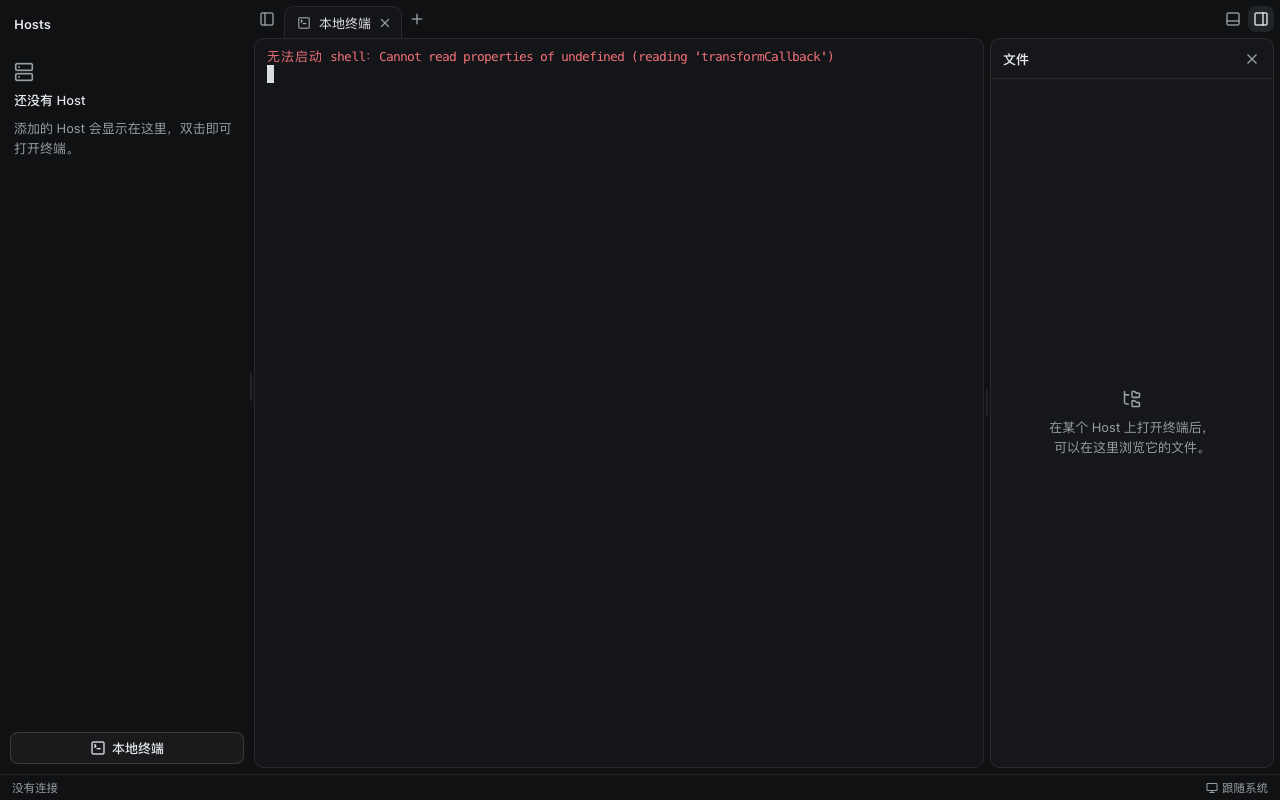 Hosts
本地终端
还没有 Host
添加的 Host 会显示在这里，双击即可
打开终端。
无法启动 shell: Cannot read properties of undefined (reading 'transformCallback')
文件
在某个 Host 上打开终端后，
可以在这里浏览它的文件。
本地终端
没有连接
跟随系统